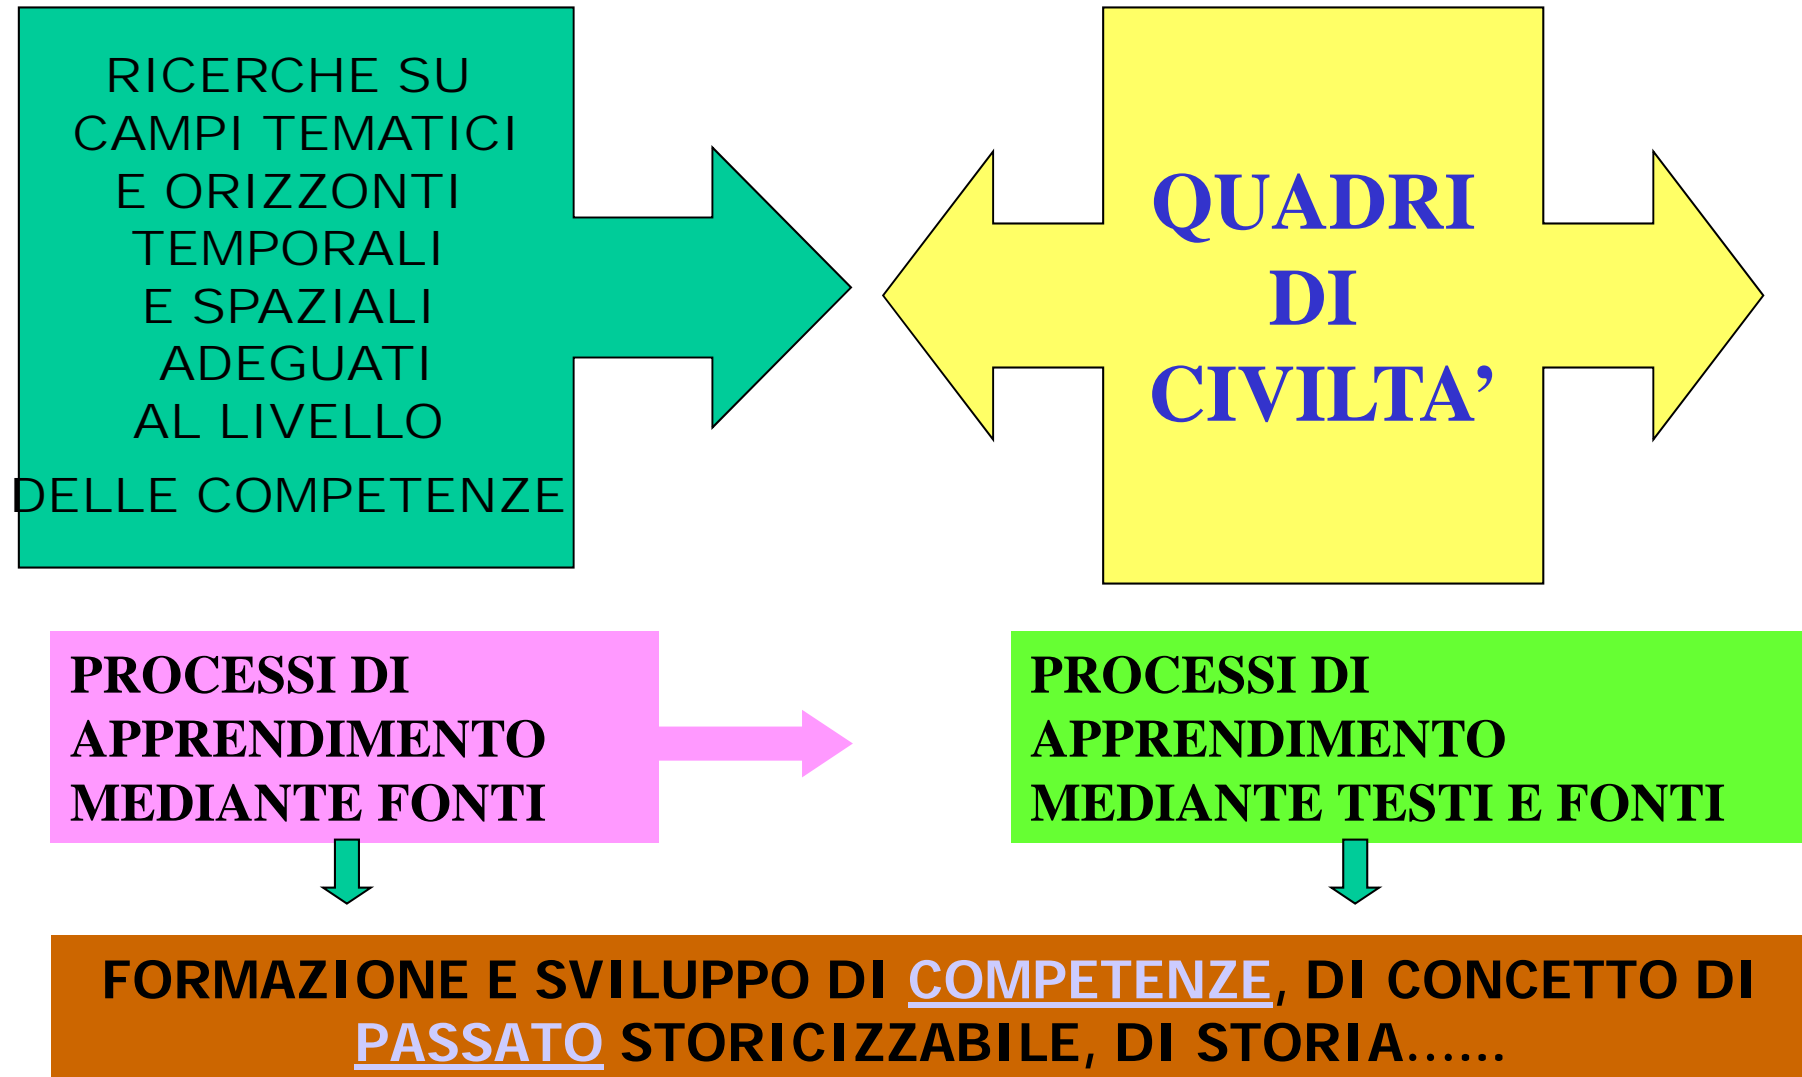 RICERCHE SU
CAMPI TEMATICI
E ORIZZONTI
TEMPORALI
E SPAZIALI
ADEGUATI
AL LIVELLO
DELLE COMPETENZE
QUADRI
DI
CIVILTA’
PROCESSI DI
APPRENDIMENTO
MEDIANTE FONTI
PROCESSI DI
APPRENDIMENTO
MEDIANTE TESTI E FONTI
FORMAZIONE E SVILUPPO DI COMPETENZE, DI CONCETTO DI
PASSATO STORICIZZABILE, DI STORIA……